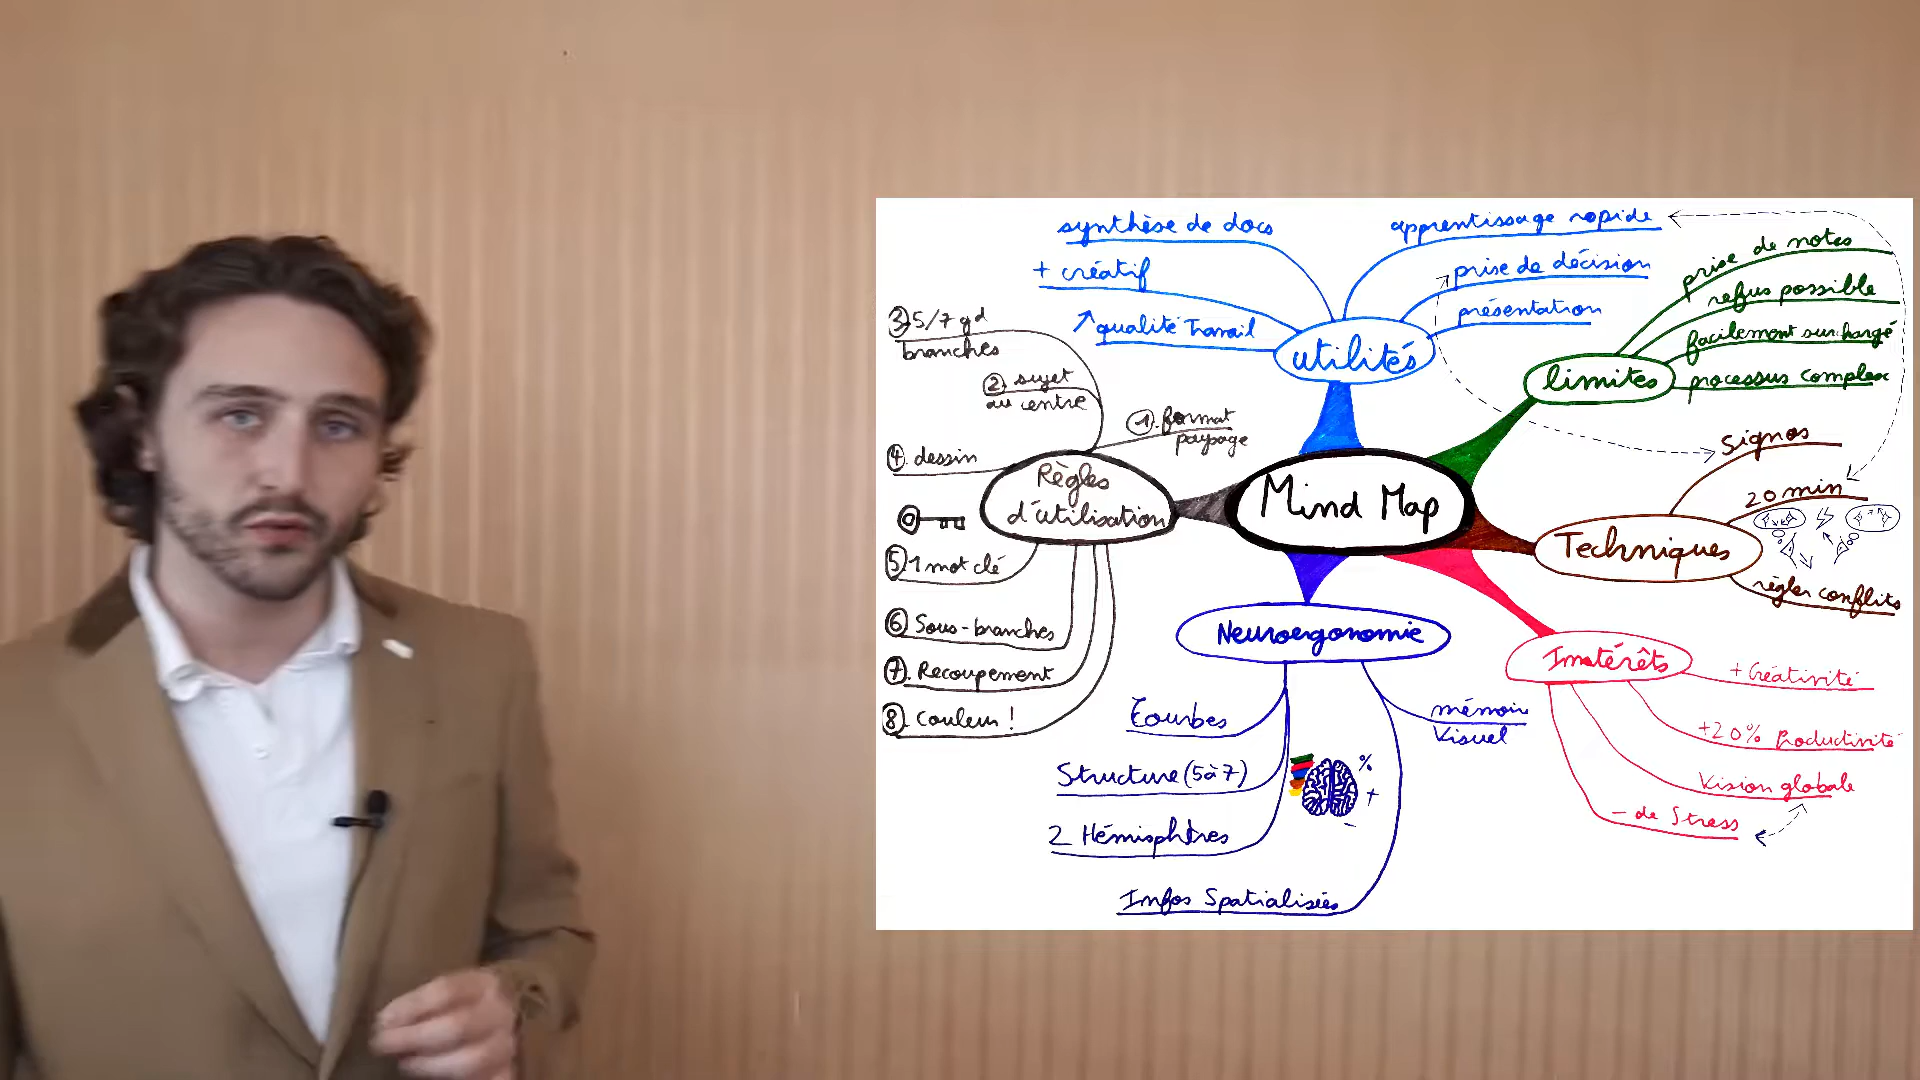 Mind Map
utilités
synthèse de docs
+ créatif
↗ qualité Travail
apprentissage rapide
prise de décision
présentation
limites
prise de notes
refus possible
facilement surchargé
processus complexe
Techniques
signes
20 min
règler conflits
Intérêts
+ Créativité
+20% Productivité
Vision globale
- de Stress
Neuroergonomie
mémoire
Visuel
Courbes
Structure (5à7)
2 Hémisphères
Infos Spatialisées
%
+
-
Règles
d'utilisation
1. format
paysage
2. sujet
au centre
3 5/7 gd
branches
4. dessin
5 1 mot clé
6 Sous-branches
7. Recoupement
8. Couleur !